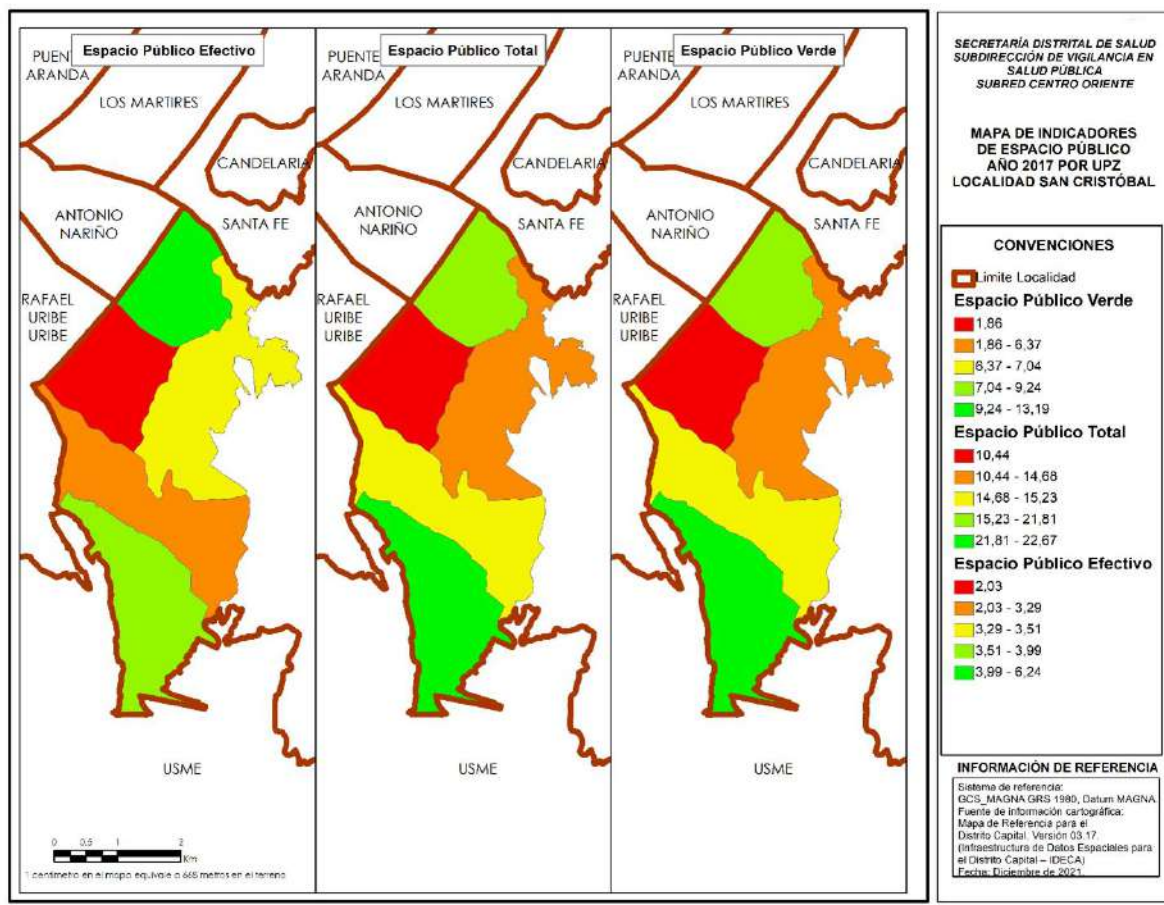 Espacio Público Efectivo
PUENTE
ARANDA
LOS MARTIRES
CANDELARIA
ANTONIO
NARIÑO
SANTA FE
RAFAEL
URIBE
URIBE
USME
0 0,5 1 2
Km
1 centimetro en el mapa equivale a 668 metros en el terreno
Espacio Público Total
PUENTE
ARANDA
LOS MARTIRES
CANDELARIA
ANTONIO
NARIÑO
SANTA FE
RAFAEL
URIBE
URIBE
USME
Espacio Público Verde
PUENTE
ARANDA
LOS MARTIRES
CANDELARIA
ANTONIO
NARIÑO
SANTA FE
RAFAEL
URIBE
URIBE
USME
SECRETARÍA DISTRITAL DE SALUD
SUBDIRECCIÓN DE VIGILANCIA EN
SALUD PÚBLICA
SUBRED CENTRO ORIENTE
MAPA DE INDICADORES
DE ESPACIO PÚBLICO
AÑO 2017 POR UPZ
LOCALIDAD SAN CRISTÓBAL
CONVENCIONES
Limite Localidad
Espacio Público Verde
1,86
1,86 - 6,37
6,37 - 7,04
7,04 - 9,24
9,24 - 13,19
Espacio Público Total
10,44
10,44 - 14,68
14,68 - 15,23
15,23 - 21,81
21,81 - 22,67
Espacio Público Efectivo
2,03
2,03 - 3,29
3,29 - 3,51
3,51 - 3,99
3,99 - 6,24
INFORMACIÓN DE REFERENCIA
Sistema de referencia:
GCS_MAGNA GRS 1980, Datum MAGNA.
Fuente de información cartográfica:
Mapa de Referencia para el
Distrito Capital. Versión 03.17.
(Infraestructura de Datos Espaciales para
el Distrito Capital – IDECA)
Fecha: Diciembre de 2021.